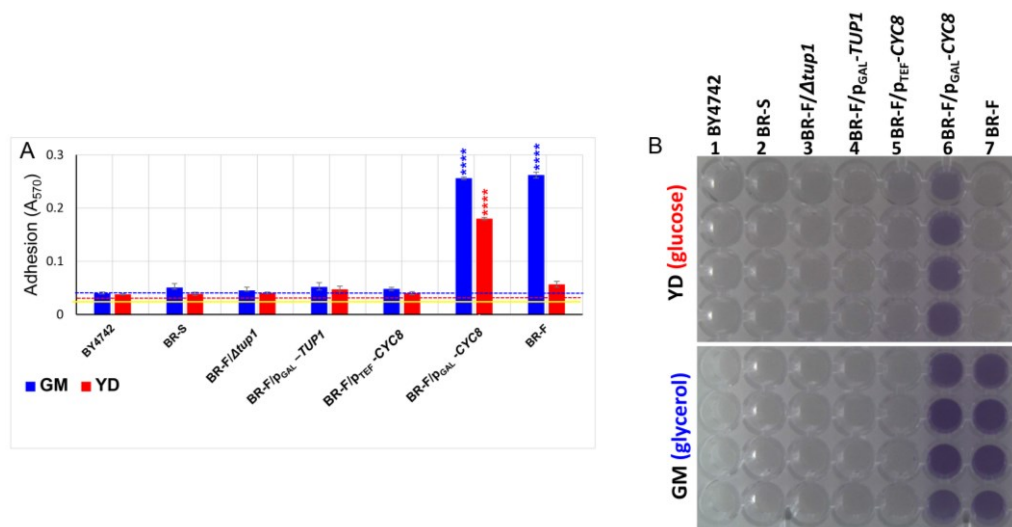 A
0.3
0.2
0.1
0
Adhesion (A570)
****
****
****
BY4742
BR-S
BR-F/Δtup1
BR-F/pGAL –TUP1
BR-F/pTEF -CYC8
BR-F/pGAL -CYC8
BR-F
GM YD
B
1 BY4742
2 BR-S
3 BR-F/Δtup1
4 BR-F/pGAL-TUP1
5 BR-F/pTEF-CYC8
6 BR-F/pGAL-CYC8
7 BR-F
YD (glucose)
GM (glycerol)